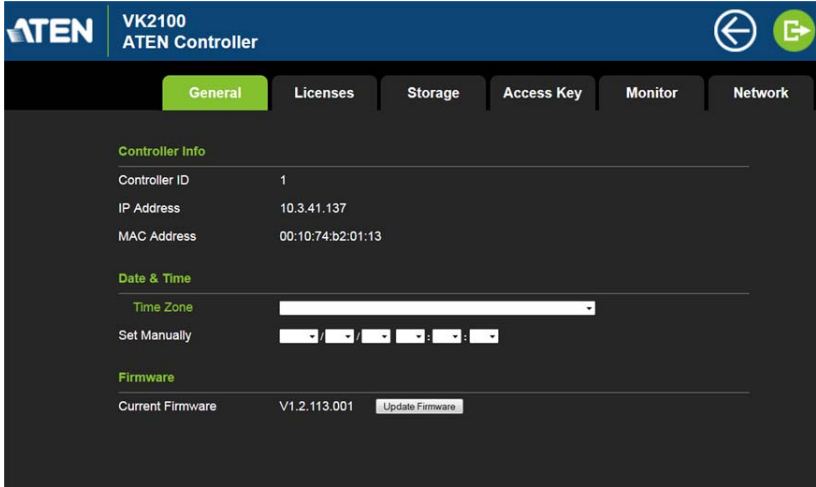 ATEN
VK2100
ATEN Controller
General Licenses Storage Access Key Monitor Network
Controller Info
Controller ID 1
IP Address 10.3.41.137
MAC Address 00:10:74:b2:01:13
Date & Time
Time Zone
Set Manually / / : :
Firmware
Current Firmware V1.2.113.001 Update Firmware